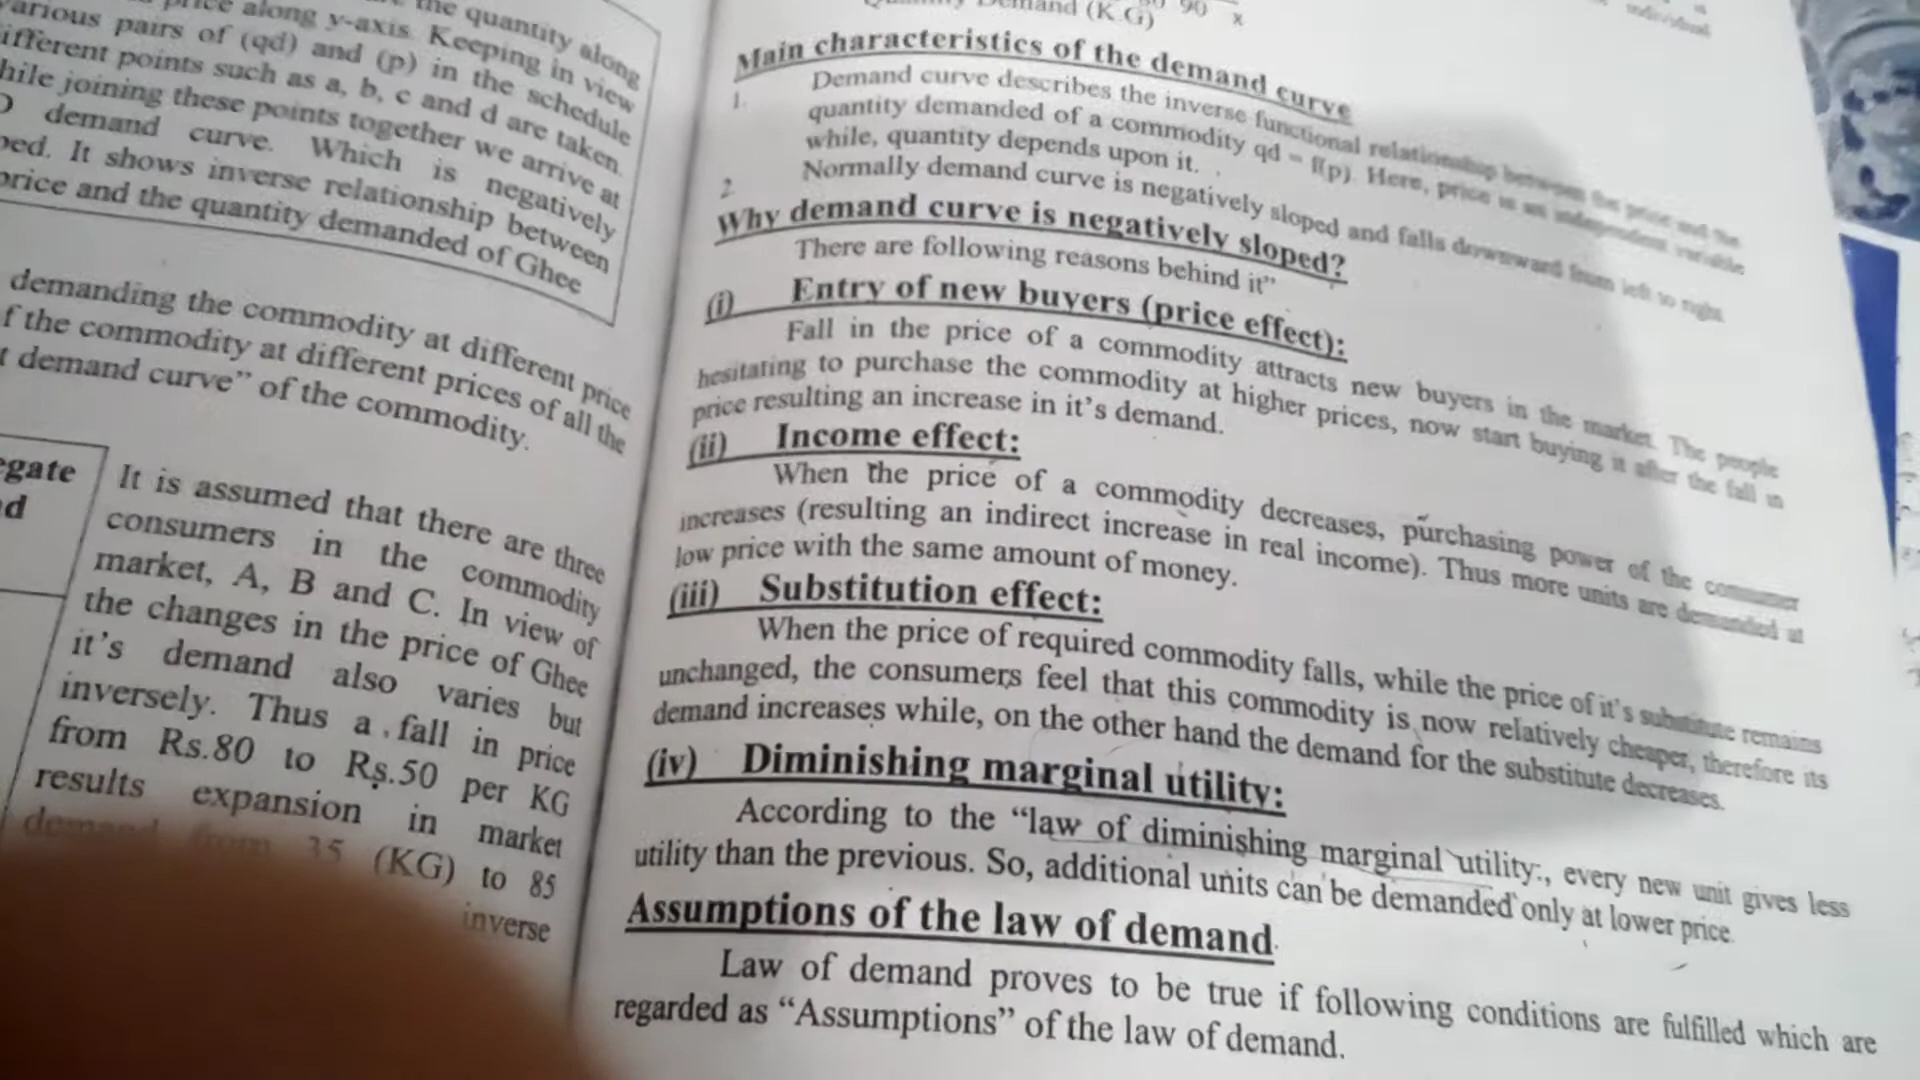 the quantity along
price along y-axis. Keeping in view
various pairs of (qd) and (p) in the schedule
different points such as a, b, c and d are taken.
while joining these points together we arrive at
demand curve. Which is negatively
ped. It shows inverse relationship between
price and the quantity demanded of Ghee
demanding the commodity at different price
f the commodity at different prices of all the
t demand curve" of the commodity.
egate
d
It is assumed that there are three
consumers in the commodity
market, A, B and C. In view of
the changes in the price of Ghee
it's demand also varies but
inversely. Thus a fall in price
from Rs.80 to Rs.50 per KG
results expansion in market
demand from 35 (KG) to 85
inverse
Demand (K.G) 90 x
individual
Main characteristics of the demand curve
1. Demand curve describes the inverse functional relationship between the price and the
quantity demanded of a commodity qd = f(p). Here, price is an independent variable
while, quantity depends upon it.
2. Normally demand curve is negatively sloped and falls downward from left to right.
Why demand curve is negatively sloped?
There are following reasons behind it"
(i) Entry of new buyers (price effect):
Fall in the price of a commodity attracts new buyers in the market. The people
hesitating to purchase the commodity at higher prices, now start buying it after the fall in
price resulting an increase in it's demand.
(ii) Income effect:
When the price of a commodity decreases, purchasing power of the consumer
increases (resulting an indirect increase in real income). Thus more units are demanded at
low price with the same amount of money.
(iii) Substitution effect:
When the price of required commodity falls, while the price of it's substitute remains
unchanged, the consumers feel that this commodity is now relatively cheaper, therefore its
demand increases while, on the other hand the demand for the substitute decreases.
(iv) Diminishing marginal utility:
According to the "law of diminishing marginal utility:, every new unit gives less
utility than the previous. So, additional units can be demanded only at lower price.
Assumptions of the law of demand
Law of demand proves to be true if following conditions are fulfilled which are
regarded as "Assumptions" of the law of demand.